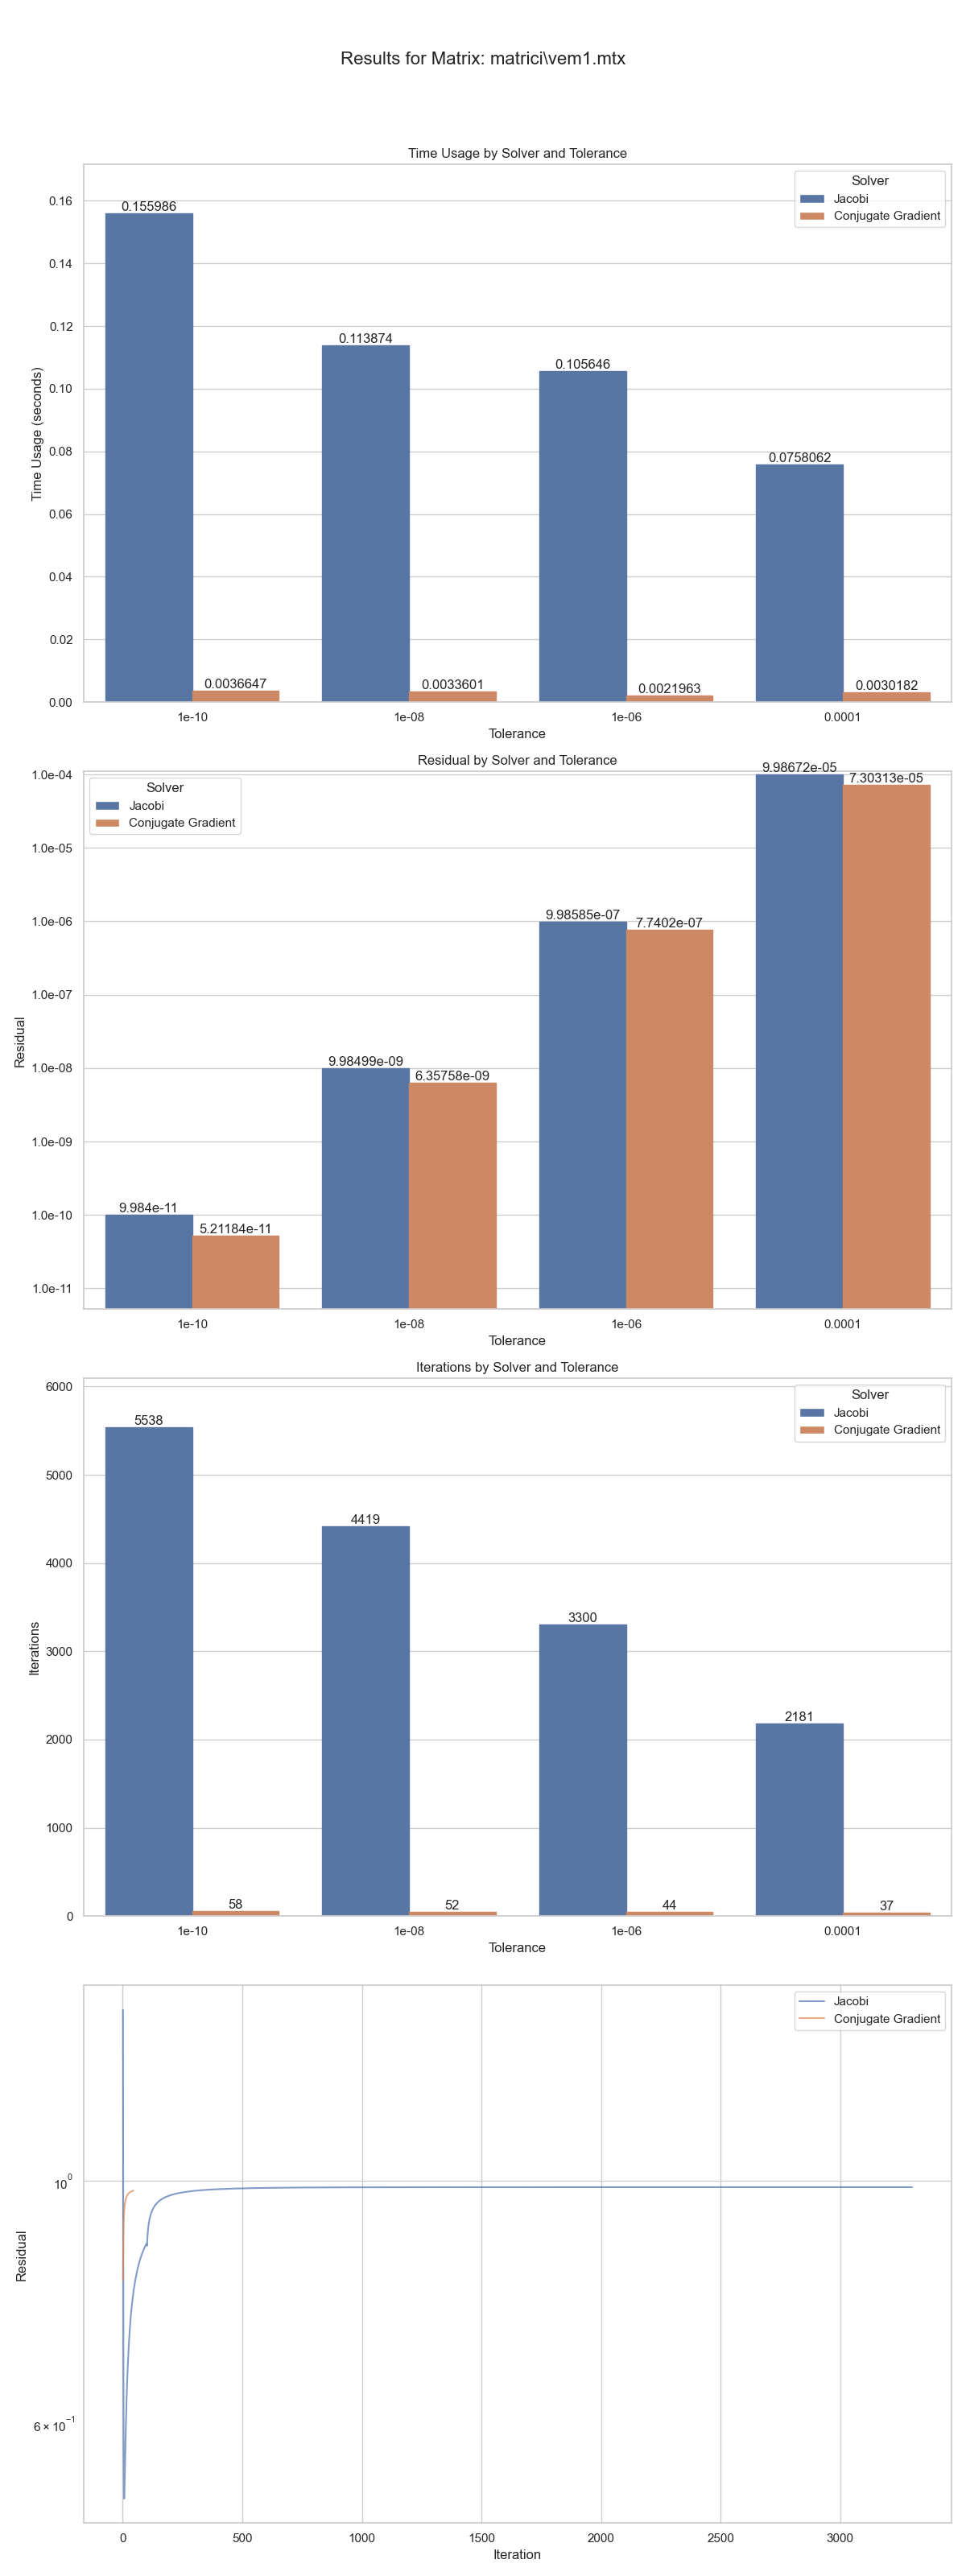 Results for Matrix: matrici\vem1.mtx
Time Usage by Solver and Tolerance
Solver
Jacobi
Conjugate Gradient
0.16
0.14
0.12
0.10
0.08
0.06
0.04
0.02
0.00
Time Usage (seconds)
0.155986
0.113874
0.105646
0.0758062
0.0036647
0.0033601
0.0021963
0.0030182
1e-10
1e-08
1e-06
0.0001
Tolerance
Residual by Solver and Tolerance
Solver
Jacobi
Conjugate Gradient
1.0e-04
1.0e-05
1.0e-06
1.0e-07
1.0e-08
1.0e-09
1.0e-10
1.0e-11
Residual
9.984e-11
5.21184e-11
9.98499e-09
6.35758e-09
9.98585e-07
7.7402e-07
9.98672e-05
7.30313e-05
1e-10
1e-08
1e-06
0.0001
Tolerance
Iterations by Solver and Tolerance
Solver
Jacobi
Conjugate Gradient
6000
5000
4000
3000
2000
1000
0
Iterations
5538
4419
3300
2181
58
52
44
37
1e-10
1e-08
1e-06
0.0001
Tolerance
Jacobi
Conjugate Gradient
10⁰
6 × 10⁻¹
Residual
0
500
1000
1500
2000
2500
3000
Iteration